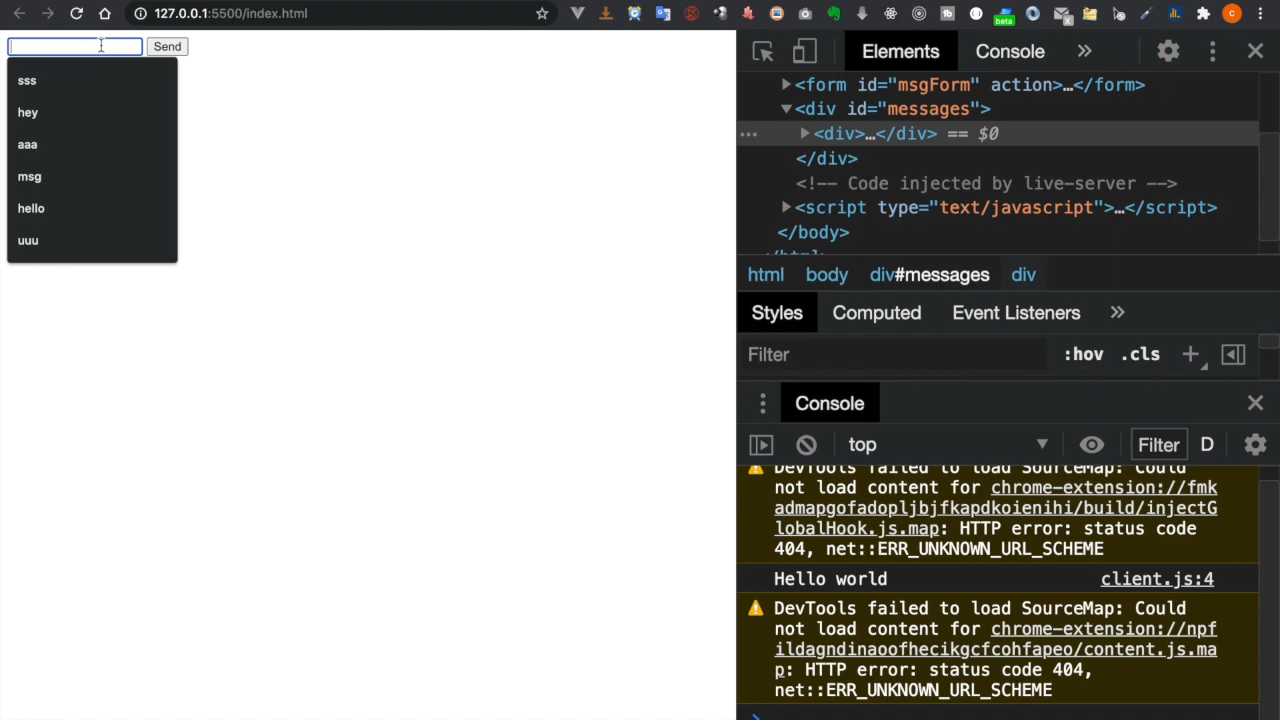 127.0.0.1:5500/index.html
beta
C
Send
sss
hey
aaa
msg
hello
uuu
Elements Console
<form id="msgForm" action>…</form>
<div id="messages">
<div>…</div> == $0
</div>
<!-- Code injected by live-server -->
<script type="text/javascript">…</script>
</body>
</html>
html body div#messages div
Styles Computed Event Listeners
Filter :hov .cls
Console
top Filter D
DevTools failed to load SourceMap: Could
not load content for chrome-extension://fmk
admapgofadopljbjfkapdkoienihi/build/injectG
lobalHook.js.map: HTTP error: status code
404, net::ERR_UNKNOWN_URL_SCHEME
Hello world client.js:4
DevTools failed to load SourceMap: Could
not load content for chrome-extension://npf
ildagndinaoofhecikgcfcohfapeo/content.js.ma
p: HTTP error: status code 404,
net::ERR_UNKNOWN_URL_SCHEME